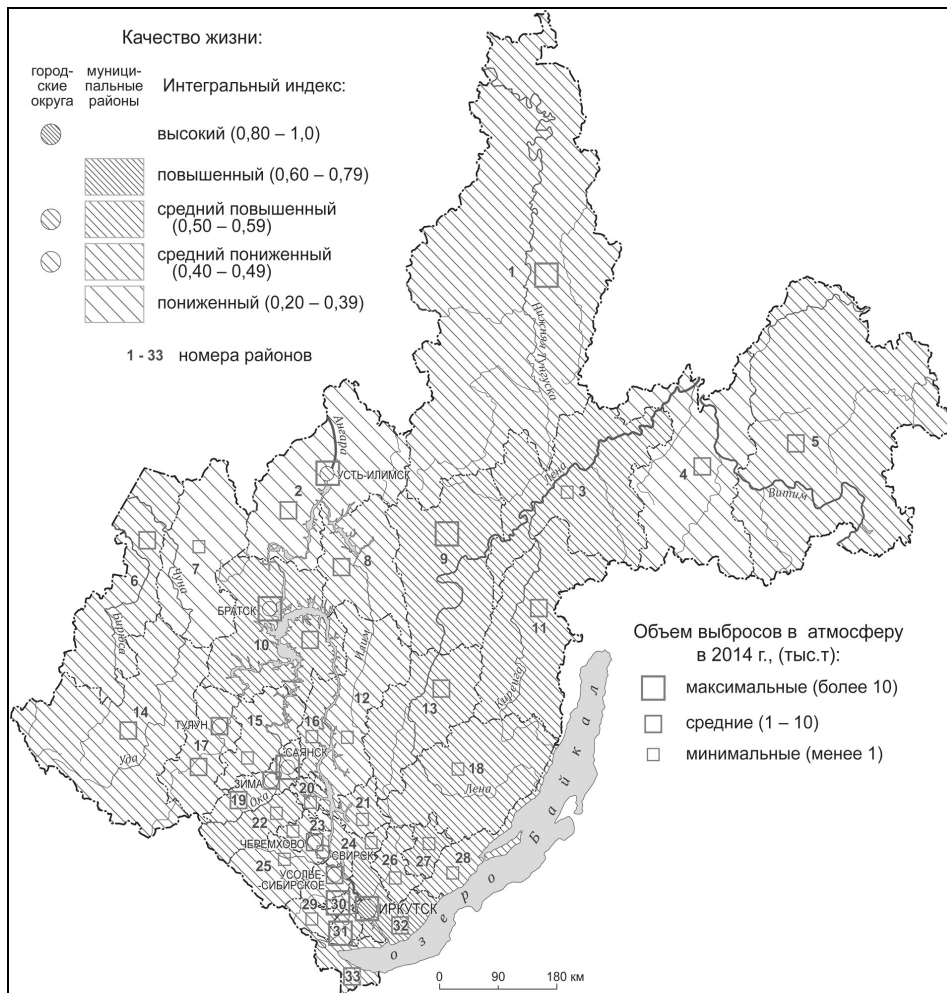 Качество жизни:
город-
ские
округа
муници-
пальные
районы
Интегральный индекс:
высокий (0,80 – 1,0)
повышенный (0,60 – 0,79)
средний повышенный
(0,50 – 0,59)
средний пониженный
(0,40 – 0,49)
пониженный (0,20 – 0,39)
1 - 33 номера районов
1
Нижняя Тунгуска
Ангара
УСТЬ-ИЛИМСК
2
3
Лена
4
5
Витим
6
7
Чуна
Бирюса
8
9
БРАТСК
10
Илим
11
Киренга
Объем выбросов в атмосферу
в 2014 г., (тыс.т):
максимальные (более 10)
средние (1 – 10)
минимальные (менее 1)
12
13
14
уда
ТУЛУН
15
16
17
САЯНСК
18
Лена
ЗИМА
19
Ока
20
21
22
23
ЧЕРЕМХОВО
24
СВИРСК
25
УСОЛЬЕ-
СИБИРСКОЕ
26
27
28
29
30
ИРКУТСК
31
32
33
озеро Байкал
0 90 180 км